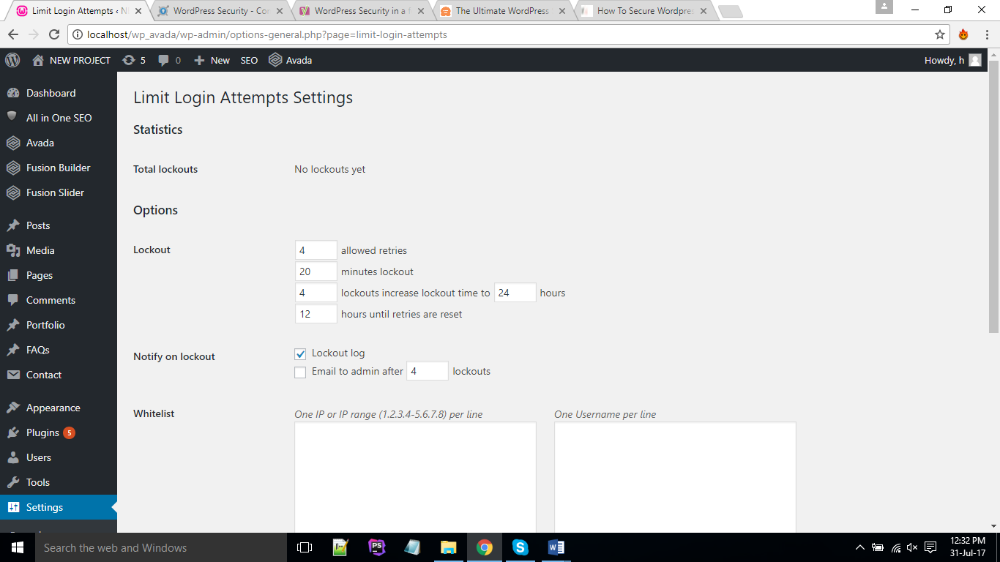 Limit Login Attempts ‹ N
WordPress Security - Cor
WordPress Security in a f
The Ultimate WordPress
How To Secure Wordpre
localhost/wp_avada/wp-admin/options-general.php?page=limit-login-attempts
NEW PROJECT 5 0 New SEO Avada Howdy, h
Dashboard
All in One SEO
Avada
Fusion Builder
Fusion Slider
Posts
Media
Pages
Comments
Portfolio
FAQs
Contact
Appearance
Plugins 5
Users
Tools
Settings
Limit Login Attempts Settings
Statistics
Total lockouts No lockouts yet
Options
Lockout 4 allowed retries
20 minutes lockout
4 lockouts increase lockout time to 24 hours
12 hours until retries are reset
Notify on lockout Lockout log
Email to admin after 4 lockouts
Whitelist One IP or IP range (1.2.3.4-5.6.7.8) per line One Username per line
Search the web and Windows
PS
12:32 PM
31-Jul-17